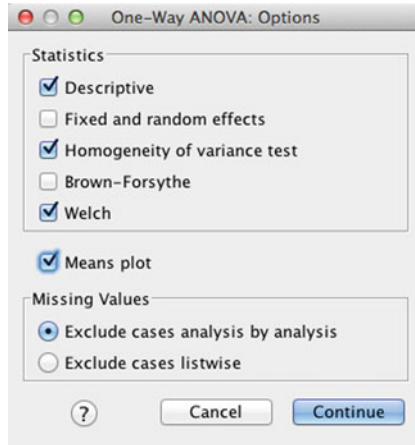 One-Way ANOVA: Options
Statistics
Descriptive
Fixed and random effects
Homogeneity of variance test
Brown-Forsythe
Welch
Means plot
Missing Values
Exclude cases analysis by analysis
Exclude cases listwise
? Cancel Continue